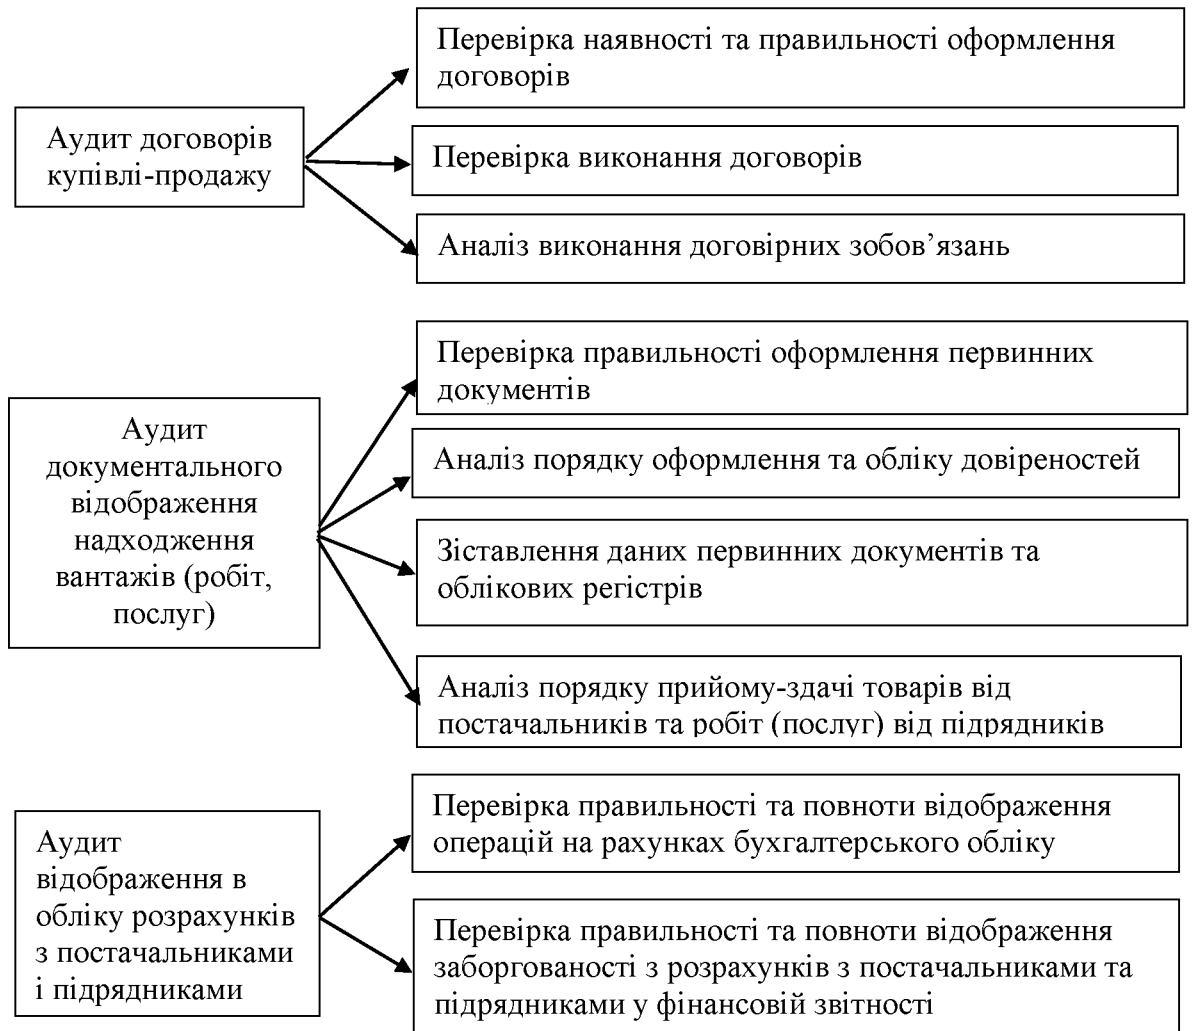 Аудит договорів
купівлі-продажу
Перевірка наявності та правильності оформлення
договорів
Перевірка виконання договорів
Аналіз виконання договірних зобов’язань
Аудит
документального
відображення
надходження
вантажів (робіт,
послуг)
Перевірка правильності оформлення первинних
документів
Аналіз порядку оформлення та обліку довіреностей
Зіставлення даних первинних документів та
облікових регістрів
Аналіз порядку прийому-здачі товарів від
постачальників та робіт (послуг) від підрядників
Аудит
відображення в
обліку розрахунків
з постачальниками
і підрядниками
Перевірка правильності та повноти відображення
операцій на рахунках бухгалтерського обліку
Перевірка правильності та повноти відображення
заборгованості з розрахунків з постачальниками та
підрядниками у фінансовій звітності